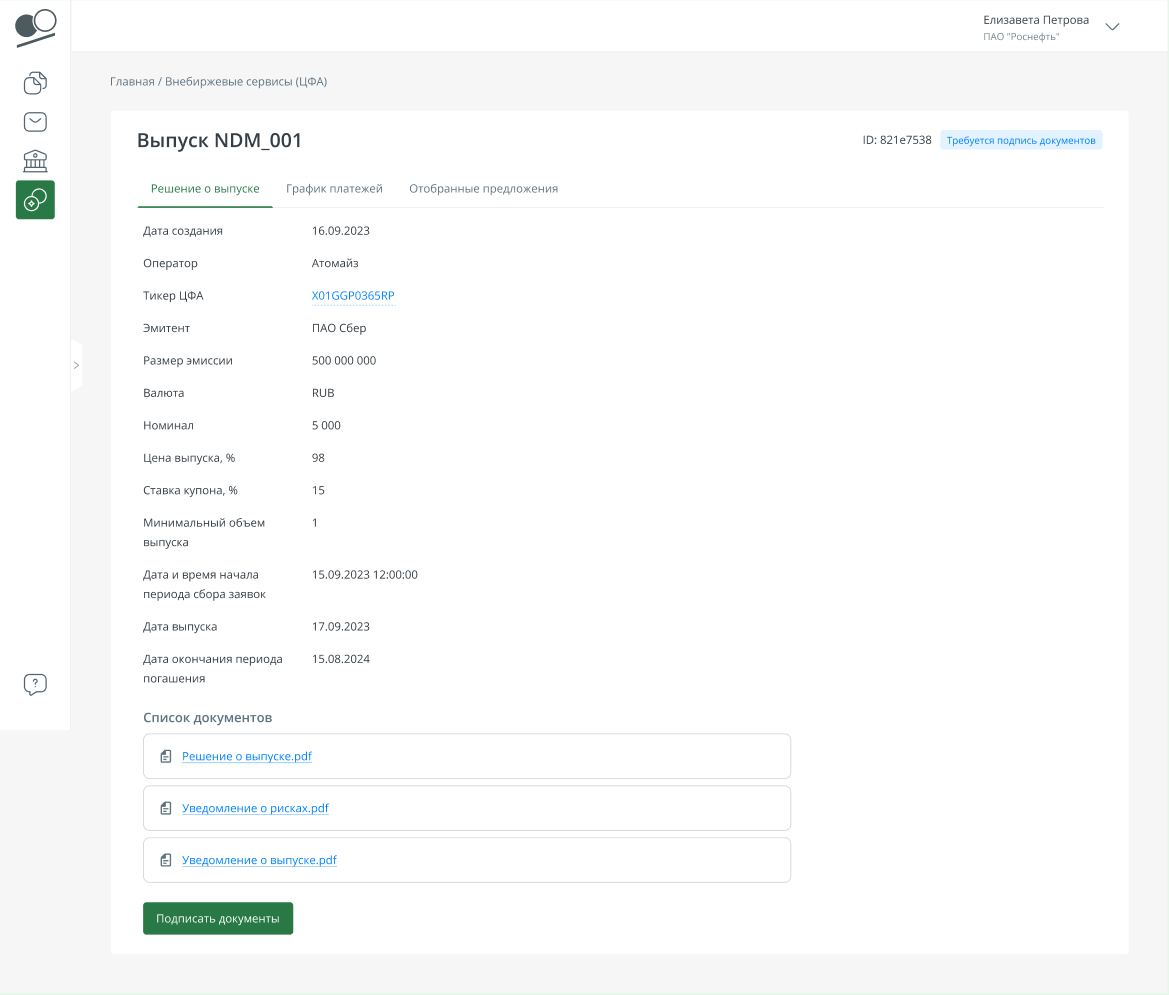 Елизавета Петрова
ПАО "Роснефть"
Главная / Внебиржевые сервисы (ЦФА)
Выпуск NDM_001
ID: 821e7538 Требуется подпись документов
Решение о выпуске График платежей Отобранные предложения
Дата создания 16.09.2023
Оператор Атомайз
Тикер ЦФА X01GGP0365RP
Эмитент ПАО Сбер
Размер эмиссии 500 000 000
Валюта RUB
Номинал 5 000
Цена выпуска, % 98
Ставка купона, % 15
Минимальный объем 1
выпуска
Дата и время начала 15.09.2023 12:00:00
периода сбора заявок
Дата выпуска 17.09.2023
Дата окончания периода 15.08.2024
погашения
?
Список документов
Решение о выпуске.pdf
Уведомление о рисках.pdf
Уведомление о выпуске.pdf
Подписать документы